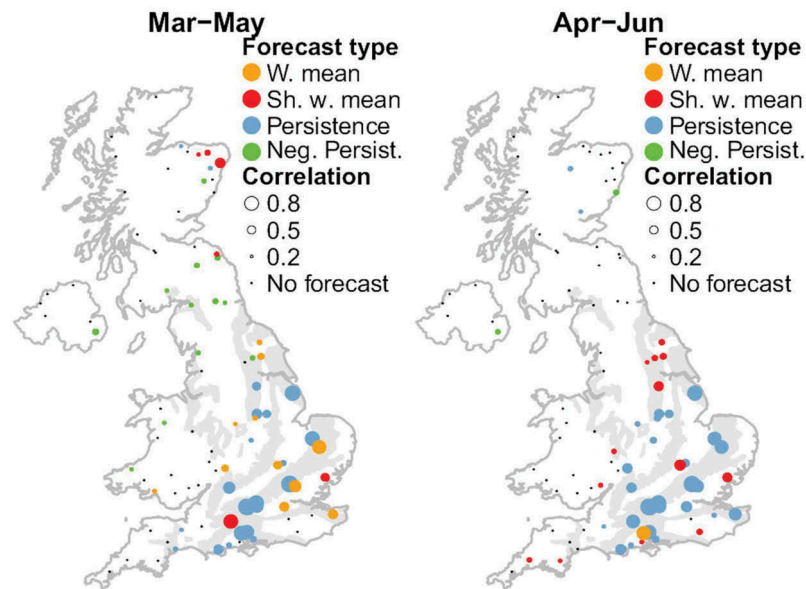 Mar−May
Forecast type
W. mean
Sh. w. mean
Persistence
Neg. Persist.
Correlation
0.8
0.5
0.2
No forecast
Apr−Jun
Forecast type
W. mean
Sh. w. mean
Persistence
Neg. Persist.
Correlation
0.8
0.5
0.2
No forecast